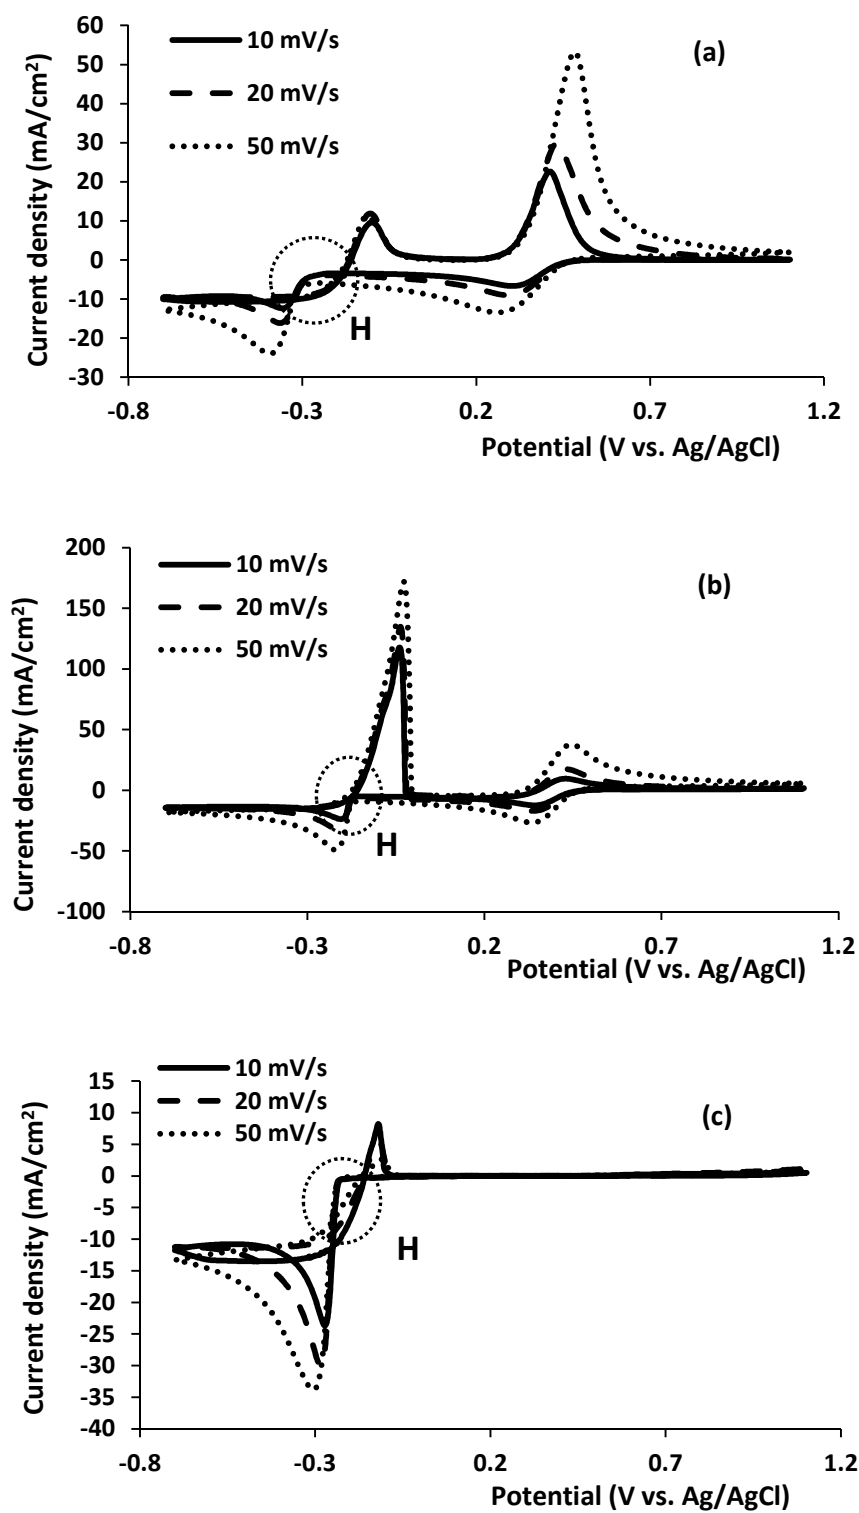 60
50
40
30
20
10
0
-10
-20
-30
Current density (mA/cm²)
10 mV/s
20 mV/s
50 mV/s
(a)
H
-0.8
-0.3
0.2
0.7
1.2
Potential (V vs. Ag/AgCl)
200
150
100
50
0
-50
-100
Current density (mA/cm²)
10 mV/s
20 mV/s
50 mV/s
(b)
H
-0.8
-0.3
0.2
0.7
1.2
Potential (V vs. Ag/AgCl)
10 mV/s
20 mV/s
50 mV/s
15
10
5
0
-5
-10
-15
-20
-25
-30
-35
-40
Current density (mA/cm²)
(c)
H
-0.8
-0.3
0.2
0.7
1.2
Potential (V vs. Ag/AgCl)